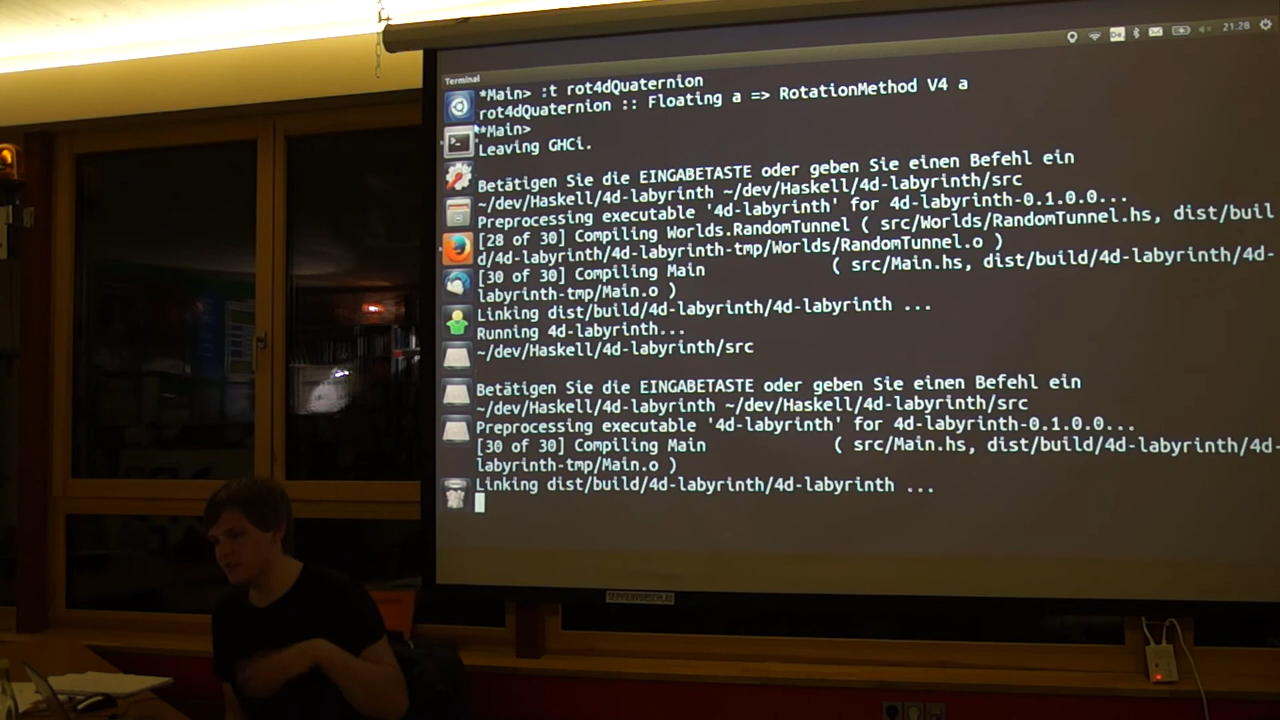 21:28
Terminal
*Main> :t rot4dQuaternion
rot4dQuaternion :: Floating a => RotationMethod V4 a
*Main>
Leaving GHCi.
Betätigen Sie die EINGABETASTE oder geben Sie einen Befehl ein
~/dev/Haskell/4d-labyrinth ~/dev/Haskell/4d-labyrinth/src
Preprocessing executable '4d-labyrinth' for 4d-labyrinth-0.1.0.0...
[28 of 30] Compiling Worlds.RandomTunnel ( src/Worlds/RandomTunnel.hs, dist/buil
d/4d-labyrinth/4d-labyrinth-tmp/Worlds/RandomTunnel.o )
[30 of 30] Compiling Main ( src/Main.hs, dist/build/4d-labyrinth/4d-
labyrinth-tmp/Main.o )
Linking dist/build/4d-labyrinth/4d-labyrinth ...
Running 4d-labyrinth...
~/dev/Haskell/4d-labyrinth/src
Betätigen Sie die EINGABETASTE oder geben Sie einen Befehl ein
~/dev/Haskell/4d-labyrinth ~/dev/Haskell/4d-labyrinth/src
Preprocessing executable '4d-labyrinth' for 4d-labyrinth-0.1.0.0...
[30 of 30] Compiling Main ( src/Main.hs, dist/build/4d-labyrinth/4d-
labyrinth-tmp/Main.o )
Linking dist/build/4d-labyrinth/4d-labyrinth ...